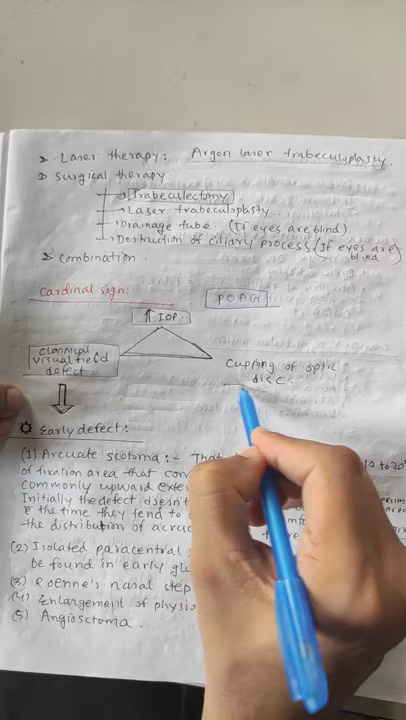 Laser therapy: Argon laser trabeculoplasty.
Surgical therapy
Trabeculectomy
Laser trabeculoplasty
Drainage tube (If eyes are blind)
Destruction of ciliary process (If eyes are blind
Combination.
Cardinal sign:
POAG
↑ IOP
Classical visual field defect
Cupping of optic
disc.
Early defect:
(1) Arcuate scotoma :- That
10 to 20°
of fixation area that
commonly upward
Initially the defect doesn't
the time they tend to
the distribution of
(2) Isolated paracentral
be found in early
(3) Roenne's nasal step
(4) Enlargement of
(5) Angiosctoma.